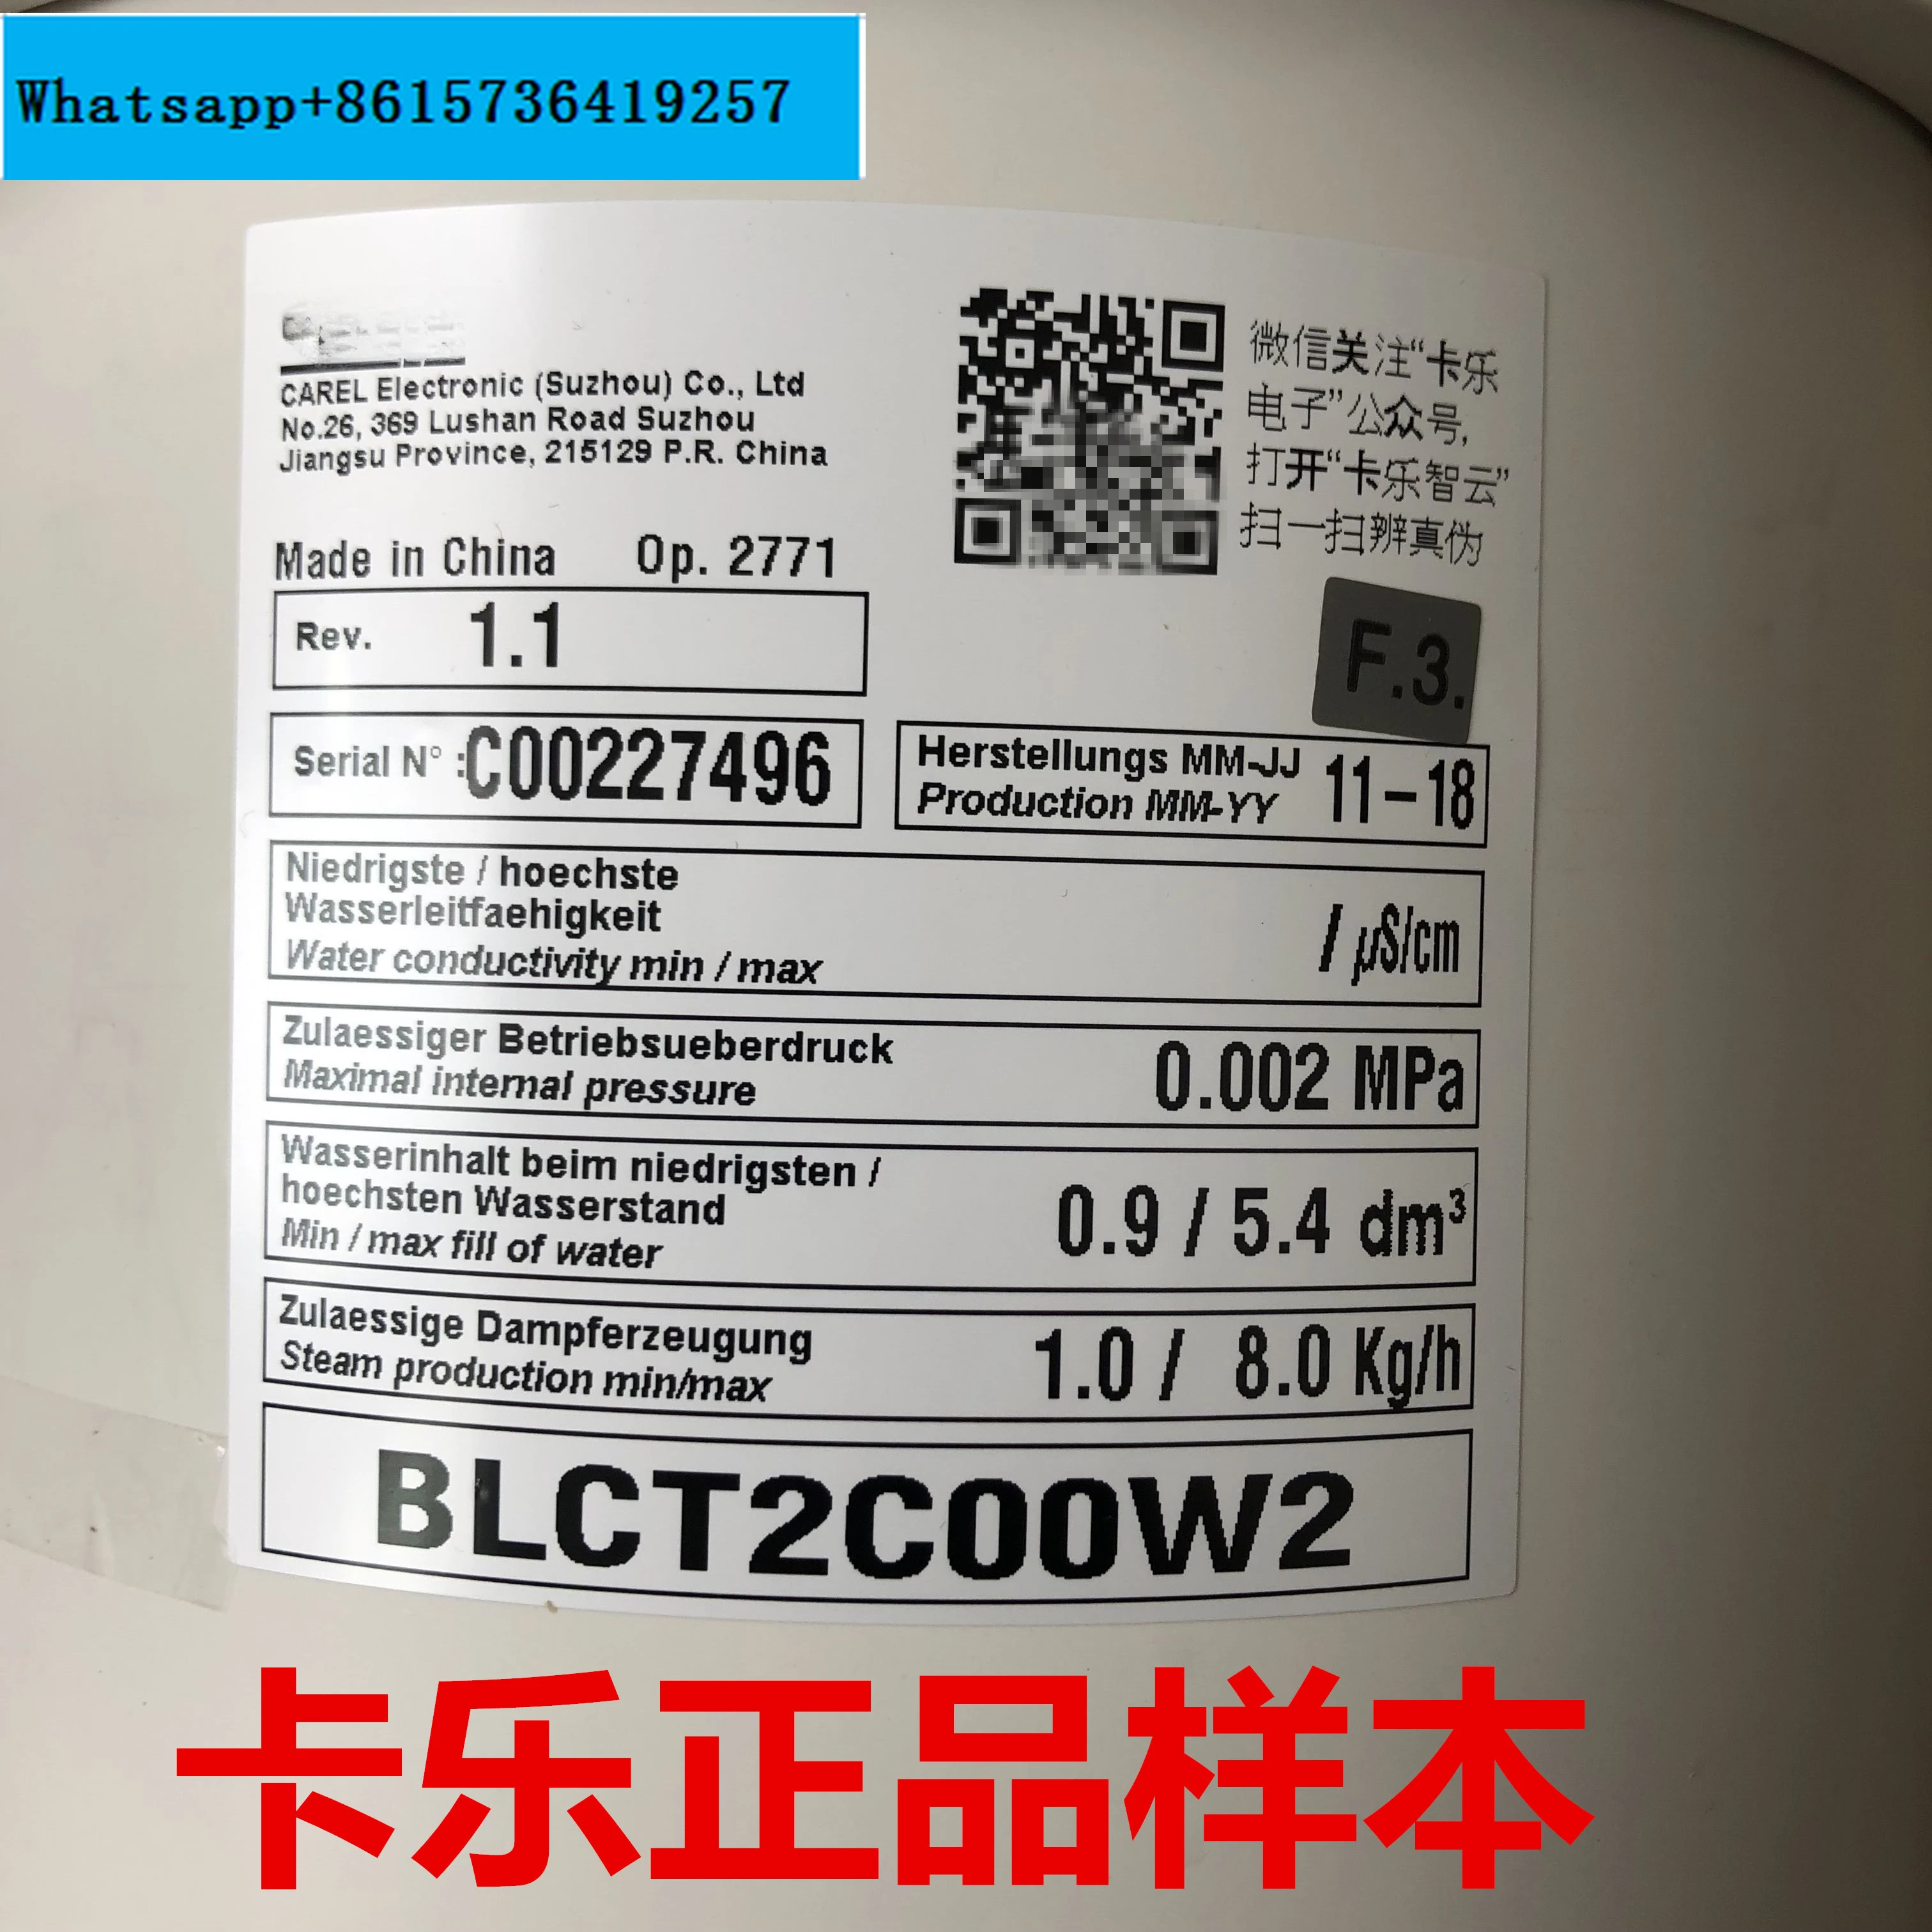 Whatsapp+8615736419257
CAREL Electronic (Suzhou) Co., Ltd
No.26, 369 Lushan Road Suzhou
Jiangsu Province, 215129 P.R. China
微信关注“卡乐
电子”公众号,
打开“卡乐智云”
扫一扫辨真伪
Made in China Op. 2771
F.3.
Rev. 1.1
Serial N° :C00227496
Herstellungs MM-JJ 11-18
Production MM-YY
Niedrigste / hoechste
Wasserleitfaehigkeit
Water conductivity min / max / µS/cm
Zulaessiger Betriebsueberdruck
Maximal internal pressure 0.002 MPa
Wasserinhalt beim niedrigsten /
hoechsten Wasserstand
Min / max fill of water 0.9 / 5.4 dm³
Zulaessige Dampferzeugung
Steam production min/max 1.0 / 8.0 Kg/h
BLCT2C00W2
卡乐正品样本